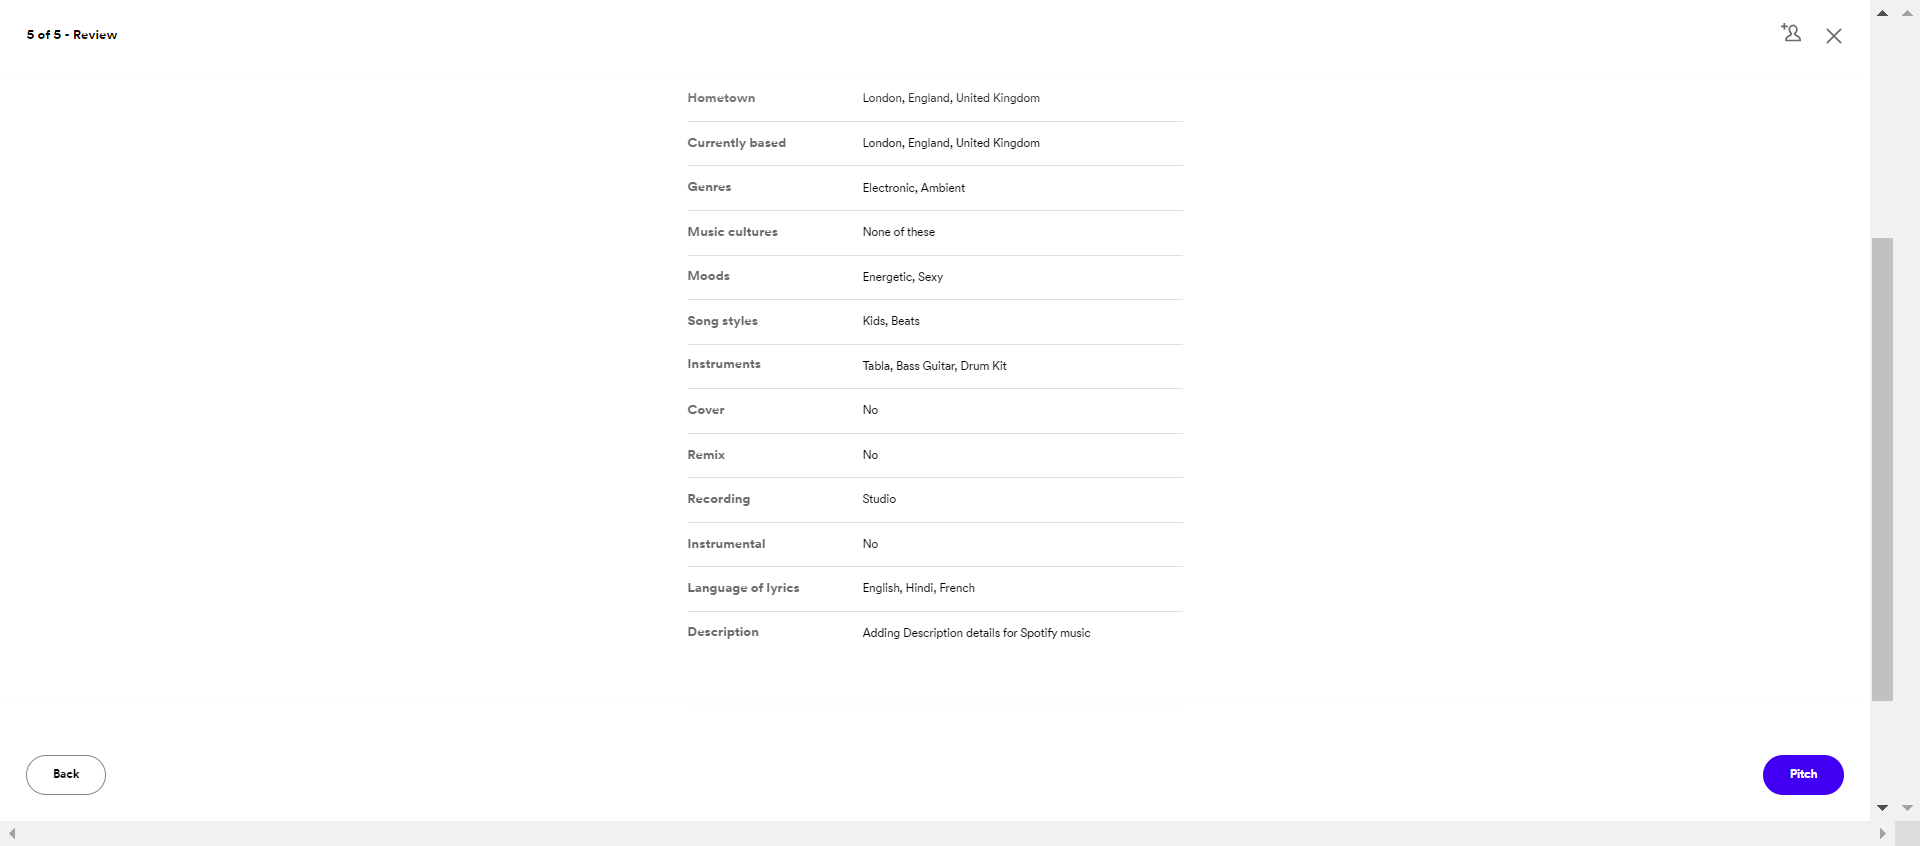 5 of 5 - Review
Hometown London, England, United Kingdom
Currently based London, England, United Kingdom
Genres Electronic, Ambient
Music cultures None of these
Moods Energetic, Sexy
Song styles Kids, Beats
Instruments Tabla, Bass Guitar, Drum Kit
Cover No
Remix No
Recording Studio
Instrumental No
Language of lyrics English, Hindi, French
Description Adding Description details for Spotify music
Back Pitch